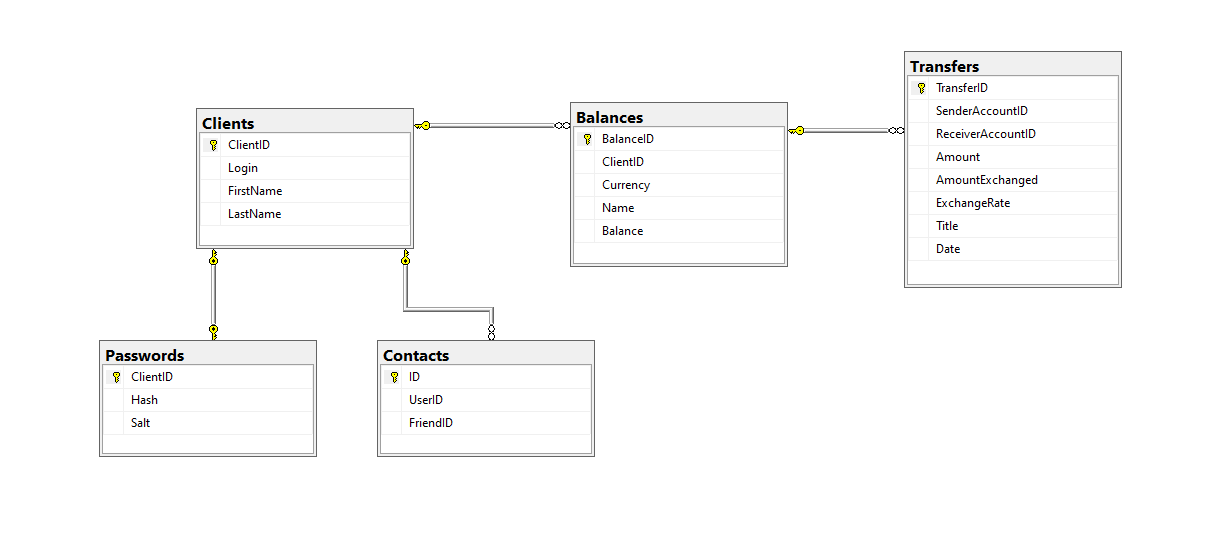 Clients
ClientID
Login
FirstName
LastName
Balances
BalanceID
ClientID
Currency
Name
Balance
Transfers
TransferID
SenderAccountID
ReceiverAccountID
Amount
AmountExchanged
ExchangeRate
Title
Date
Passwords
ClientID
Hash
Salt
Contacts
ID
UserID
FriendID